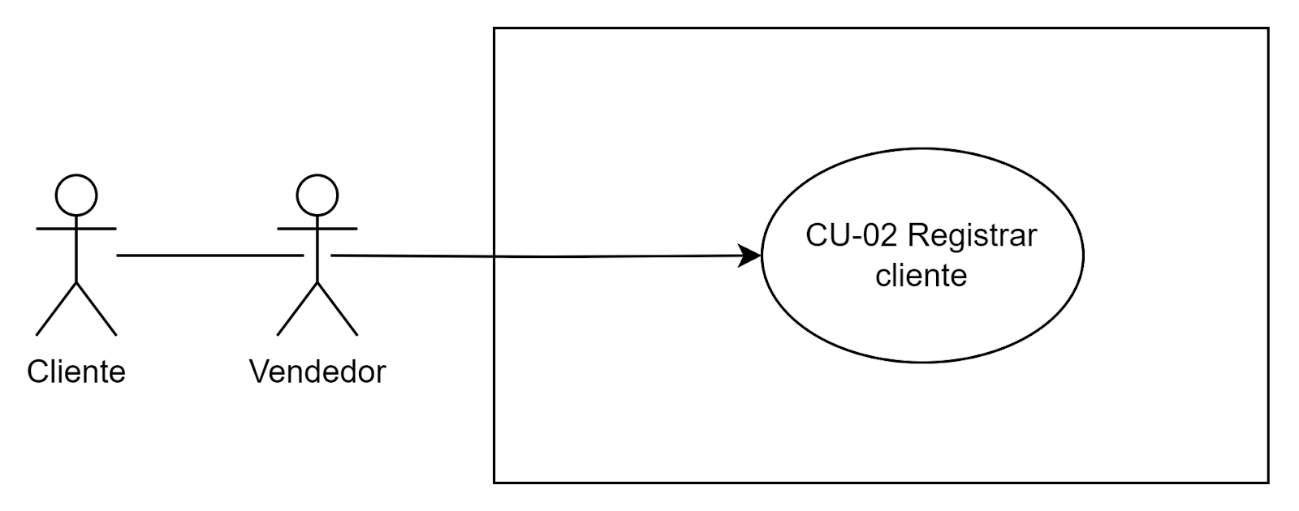 CU-02 Registrar
cliente
Cliente
Vendedor